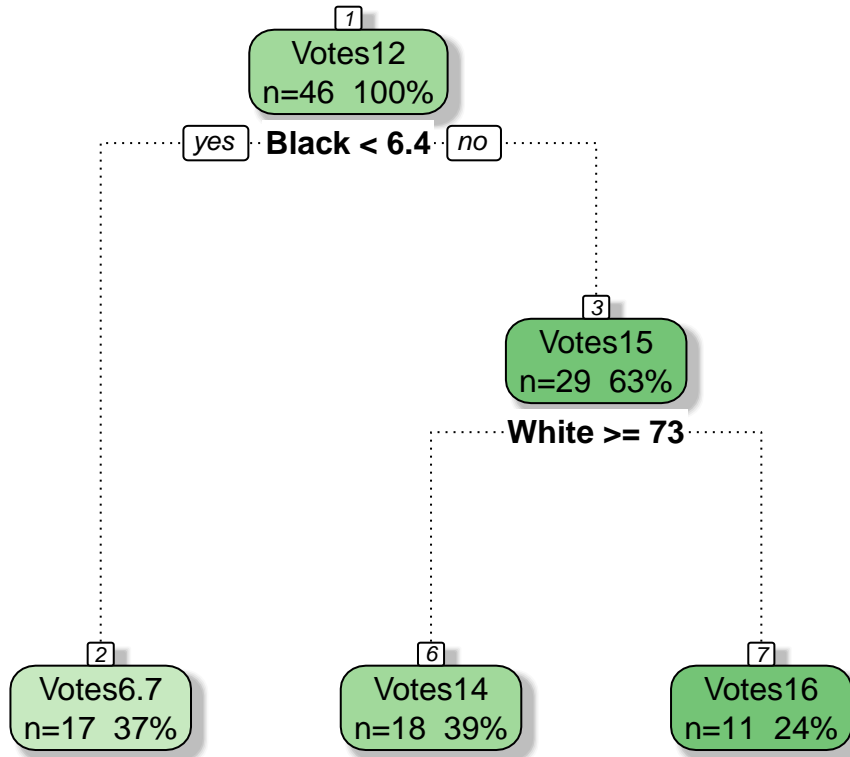 1
Votes12
n=46 100%
yes Black < 6.4 no
3
Votes15
n=29 63%
White >= 73
2
Votes6.7
n=17 37%
6
Votes14
n=18 39%
7
Votes16
n=11 24%